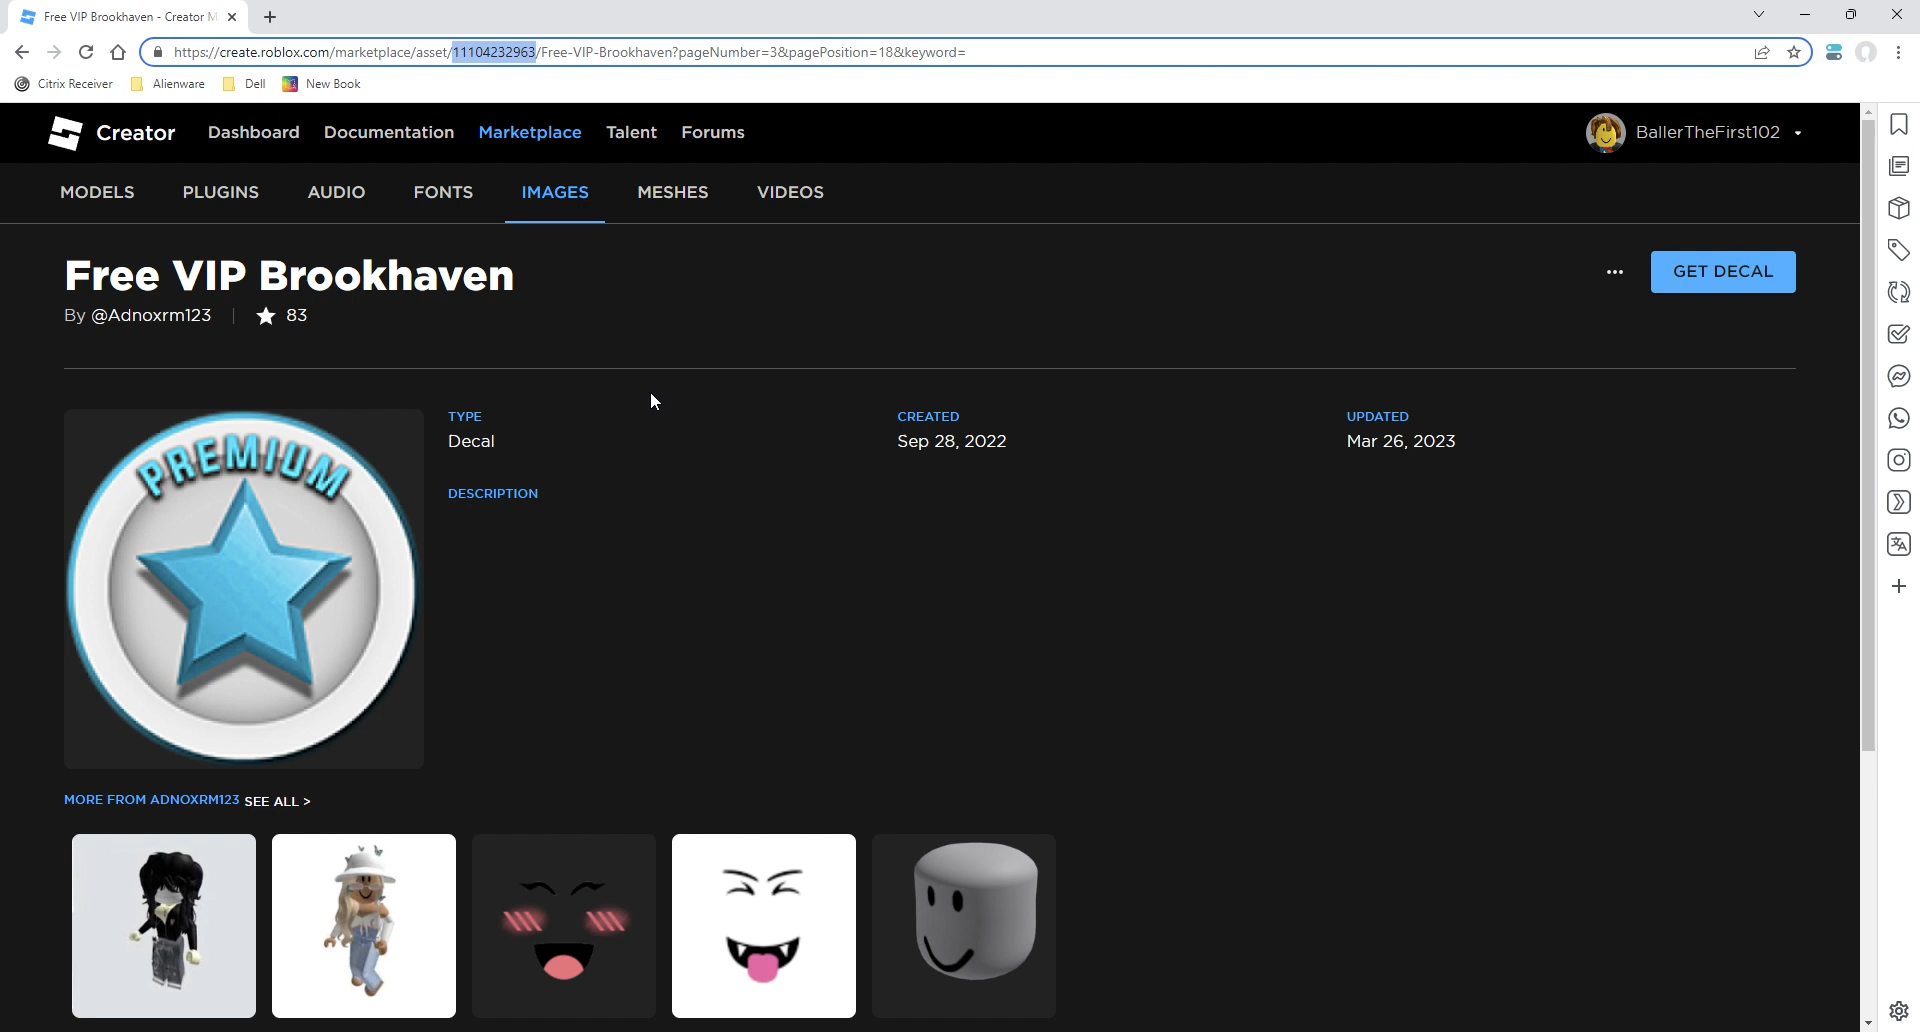 Free VIP Brookhaven - Creator M
https://create.roblox.com/marketplace/asset/11104232963/Free-VIP-Brookhaven?pageNumber=3&pagePosition=18&keyword=
Citrix Receiver Alienware Dell New Book
Creator Dashboard Documentation Marketplace Talent Forums BallerTheFirst102
MODELS PLUGINS AUDIO FONTS IMAGES MESHES VIDEOS
Free VIP Brookhaven
GET DECAL
By @Adnoxrm123 83
TYPE CREATED UPDATED
Decal Sep 28, 2022 Mar 26, 2023
DESCRIPTION
PREMIUM
MORE FROM ADNOXRM123 SEE ALL >